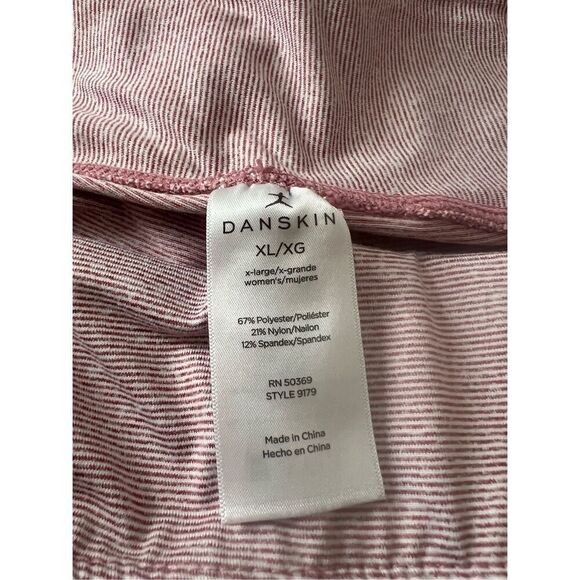 DANSKIN
XL/XG
x-large/x-grande
women's/mujeres
67% Polyester/Poliéster
21% Nylon/Nailon
12% Spandex/Spandex
RN 50369
STYLE 9179
Made in China
Hecho en China